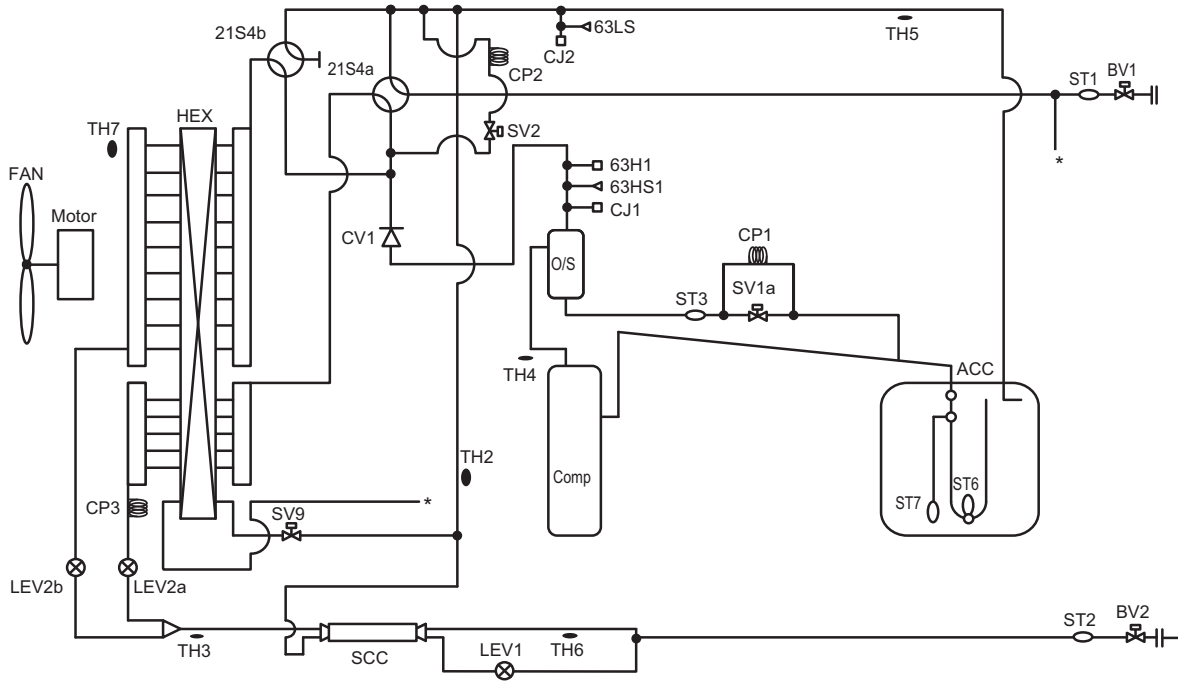 21S4b
63LS
21S4a
CJ2
TH5
CP2
ST1
BV1
HEX
TH7
SV2
*
63H1
FAN
63HS1
Motor
CJ1
CV1
CP1
O/S
SV1a
ST3
TH4
ACC
TH2
Comp
ST6
CP3
*
ST7
SV9
LEV2b
LEV2a
ST2
BV2
TH3
SCC
LEV1
TH6